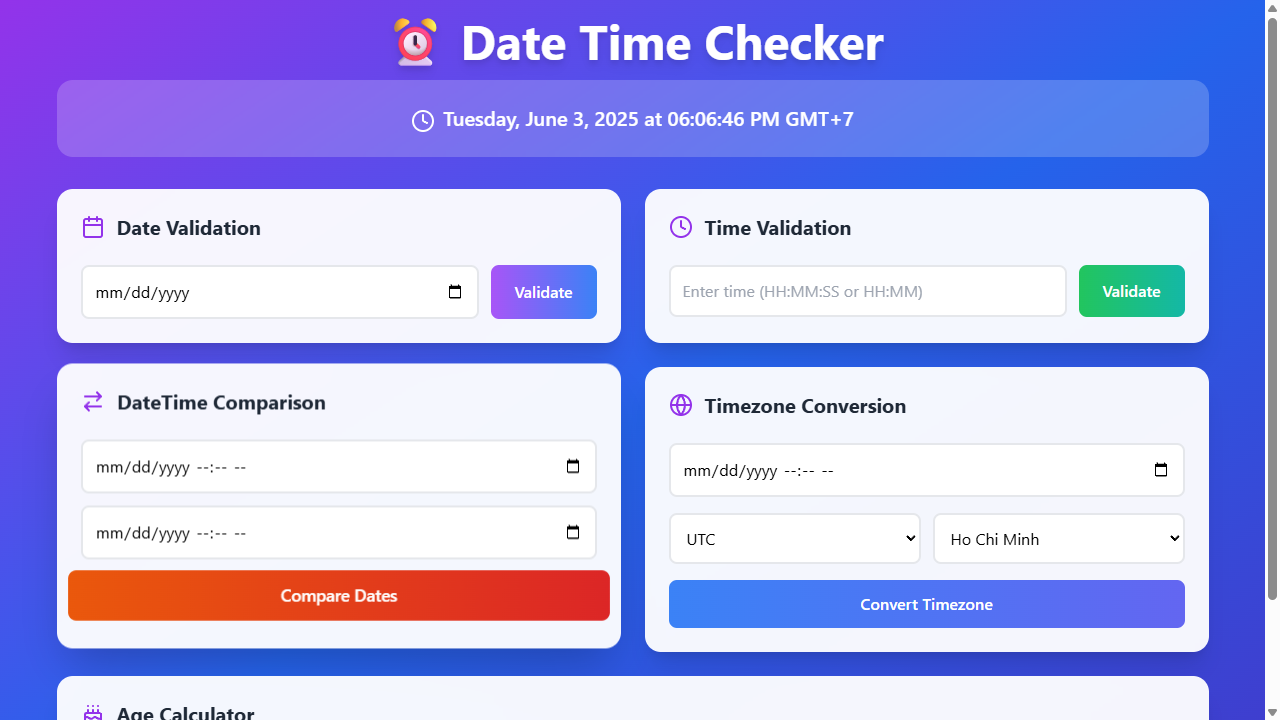 Date Time Checker
Tuesday, June 3, 2025 at 06:06:46 PM GMT+7
Date Validation
mm/dd/yyyy
Validate
Time Validation
Enter time (HH:MM:SS or HH:MM)
Validate
DateTime Comparison
mm/dd/yyyy --:-- --
mm/dd/yyyy --:-- --
Compare Dates
Timezone Conversion
mm/dd/yyyy --:-- --
UTC
Ho Chi Minh
Convert Timezone
Age Calculator